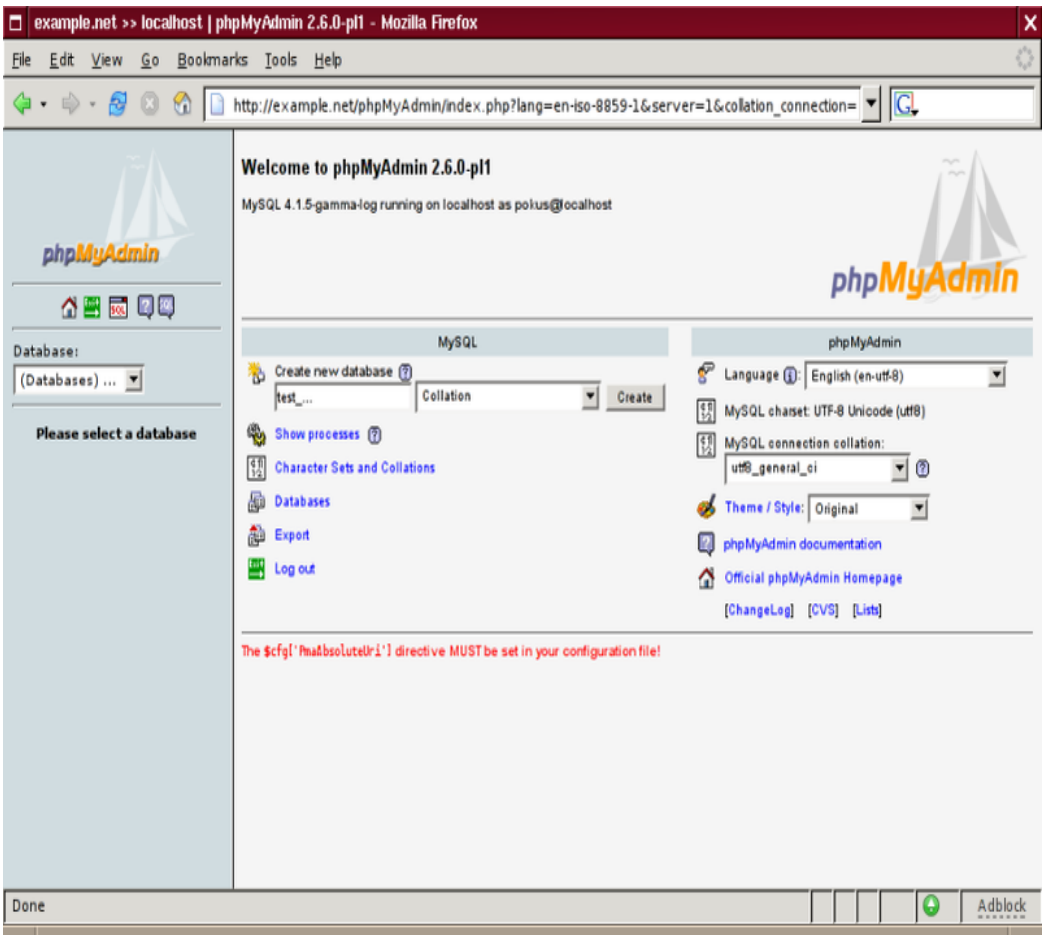 example.net >> localhost | phpMyAdmin 2.6.0-pl1 - Mozilla Firefox
File Edit View Go Bookmarks Tools Help
http://example.net/phpMyAdmin/index.php?lang=en-iso-8859-1&server=1&collation_connection=
phpMyAdmin
SQL
Database:
(Databases) ...
Please select a database
Welcome to phpMyAdmin 2.6.0-pl1
MySQL 4.1.5-gamma-log running on localhost as pokus@localhost
phpMyAdmin
MySQL
Create new database
test_... Collation Create
Show processes
Character Sets and Collations
Databases
Export
Log out
phpMyAdmin
Language : English (en-utf-8)
MySQL charset: UTF-8 Unicode (utf8)
MySQL connection collation:
utf8_general_ci
Theme / Style: Original
phpMyAdmin documentation
Official phpMyAdmin Homepage
[ChangeLog] [CVS] [Lists]
The $cfg['PmaAbsoluteUri'] directive MUST be set in your configuration file!
Done Adblock